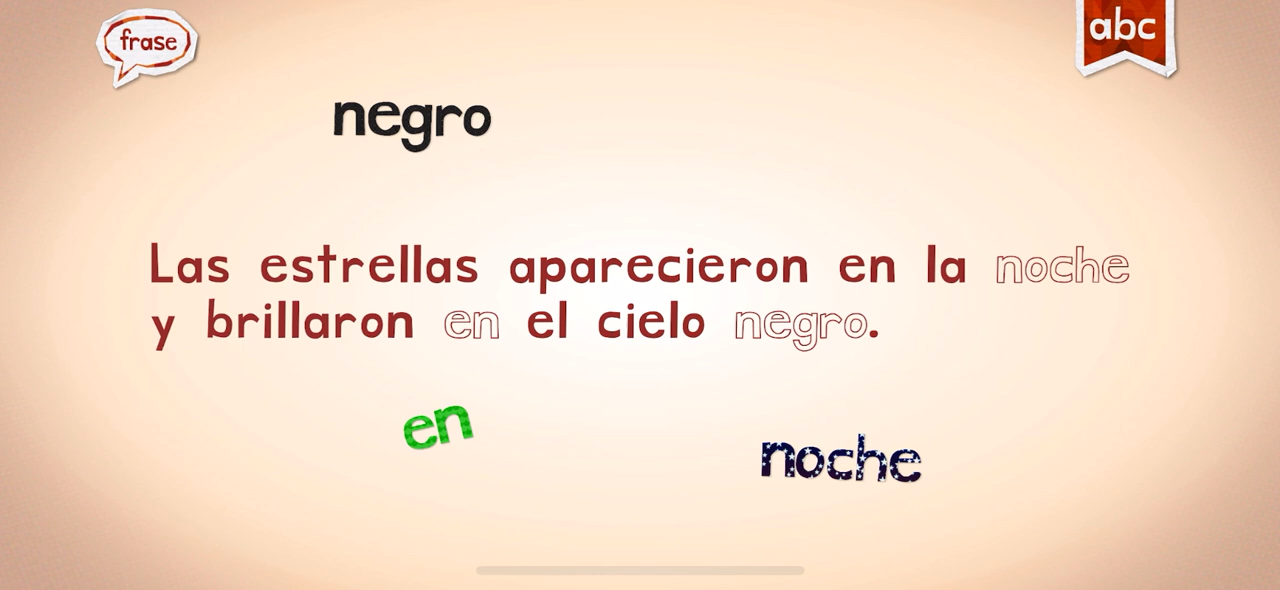 frase
abc
negro
Las estrellas aparecieron en la noche
y brillaron en el cielo negro.
en
noche